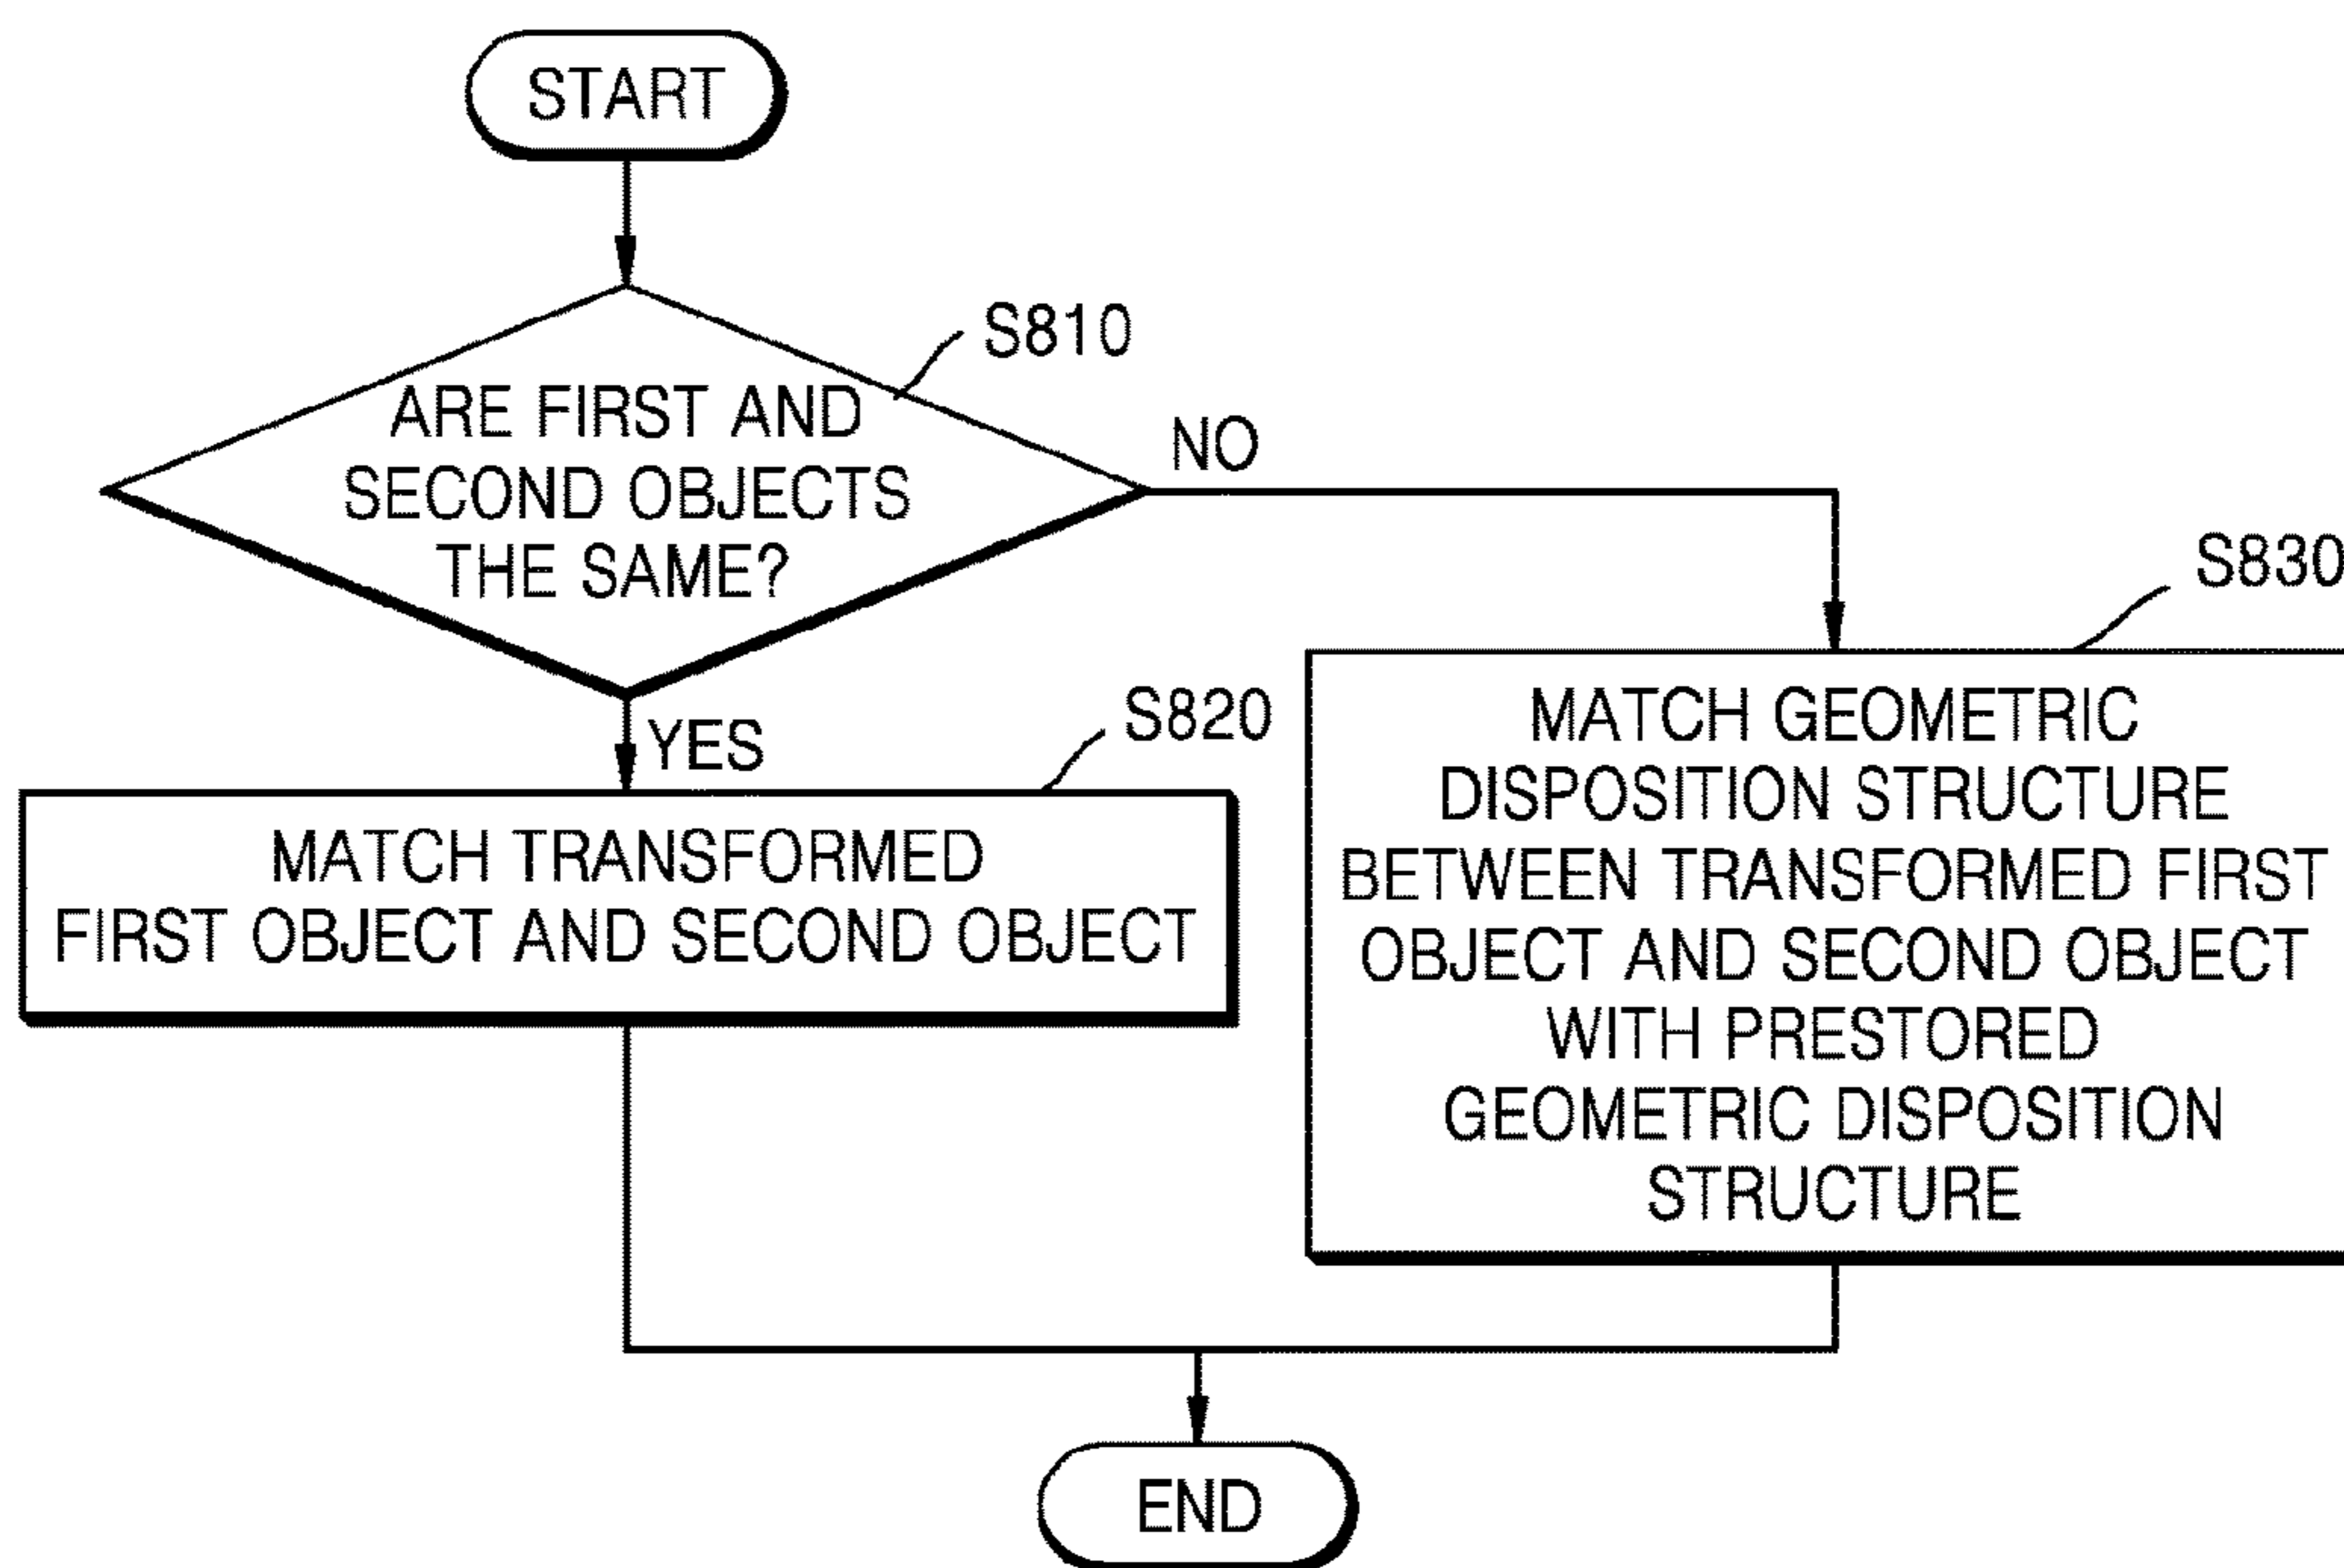 START
S810
ARE FIRST AND
SECOND OBJECTS
THE SAME?
NO
YES
S820
MATCH TRANSFORMED
FIRST OBJECT AND SECOND OBJECT
S830
MATCH GEOMETRIC
DISPOSITION STRUCTURE
BETWEEN TRANSFORMED FIRST
OBJECT AND SECOND OBJECT
WITH PRESTORED
GEOMETRIC DISPOSITION
STRUCTURE
END